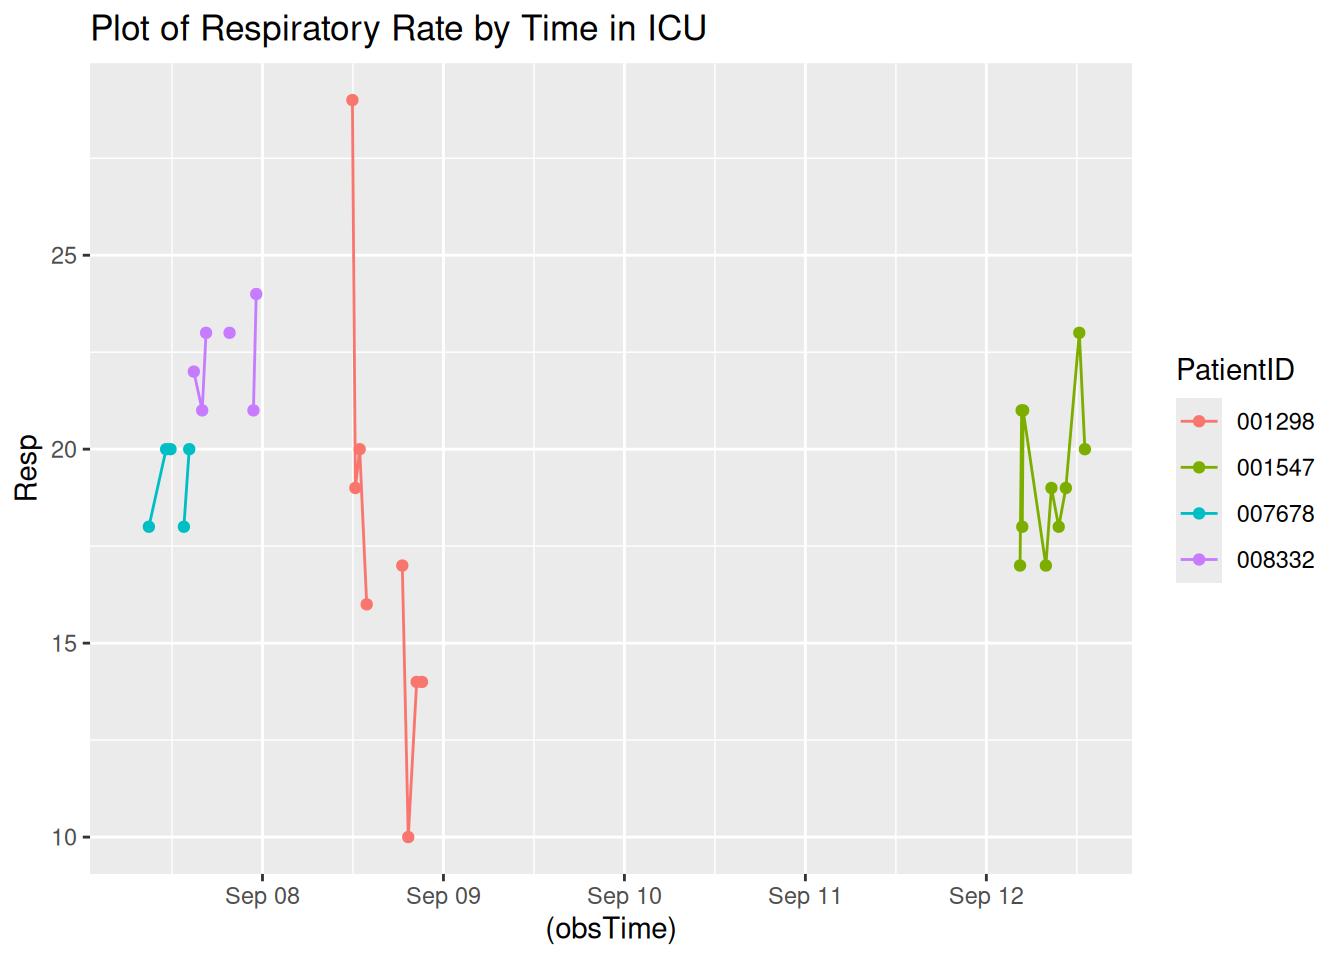 Plot of Respiratory Rate by Time in ICU
Resp
25
20
15
10
Sep 08
Sep 09
Sep 10
Sep 11
Sep 12
(obsTime)
PatientID
001298
001547
007678
008332